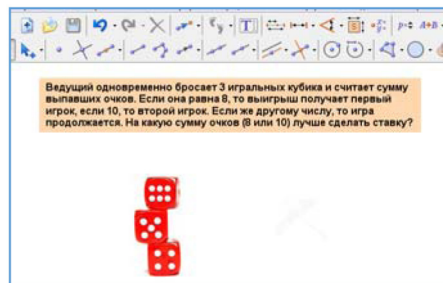 Ведущий одновременно бросает 3 игральных кубика и считает сумму
выпавших очков. Если она равна 8, то выигрыш получает первый
игрок, если 10, то второй игрок. Если же другому числу, то игра
продолжается. На какую сумму очков (8 или 10) лучше сделать ставку?